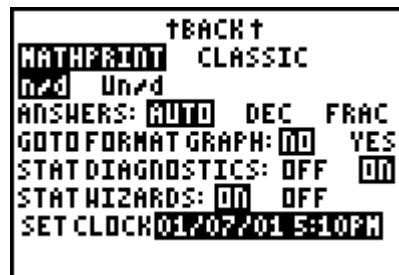 ↑BACK↑
MATHPRINT CLASSIC
n/d Un/d
ANSWERS: AUTO DEC FRAC
GOTO FORMAT GRAPH: NO YES
STAT DIAGNOSTICS: OFF ON
STAT WIZARDS: ON OFF
SET CLOCK 01/07/01 5:10PM